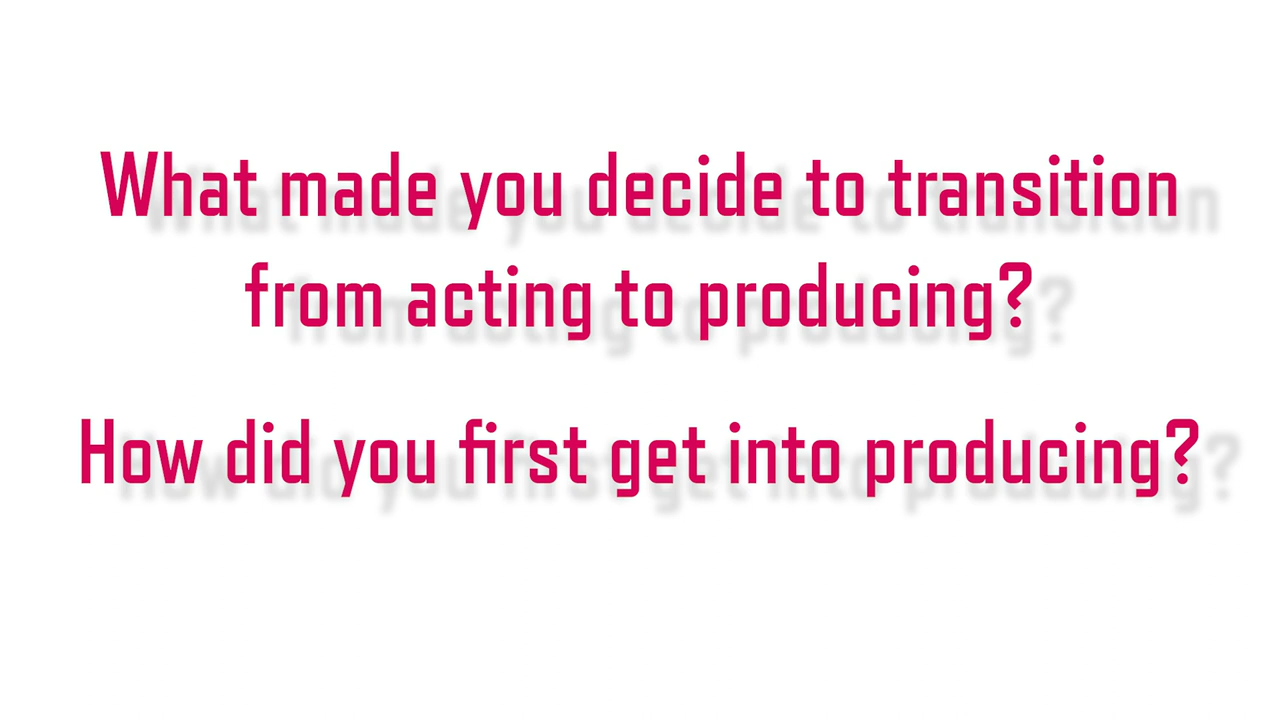 What made you decide to transition
from acting to producing?
How did you first get into producing?